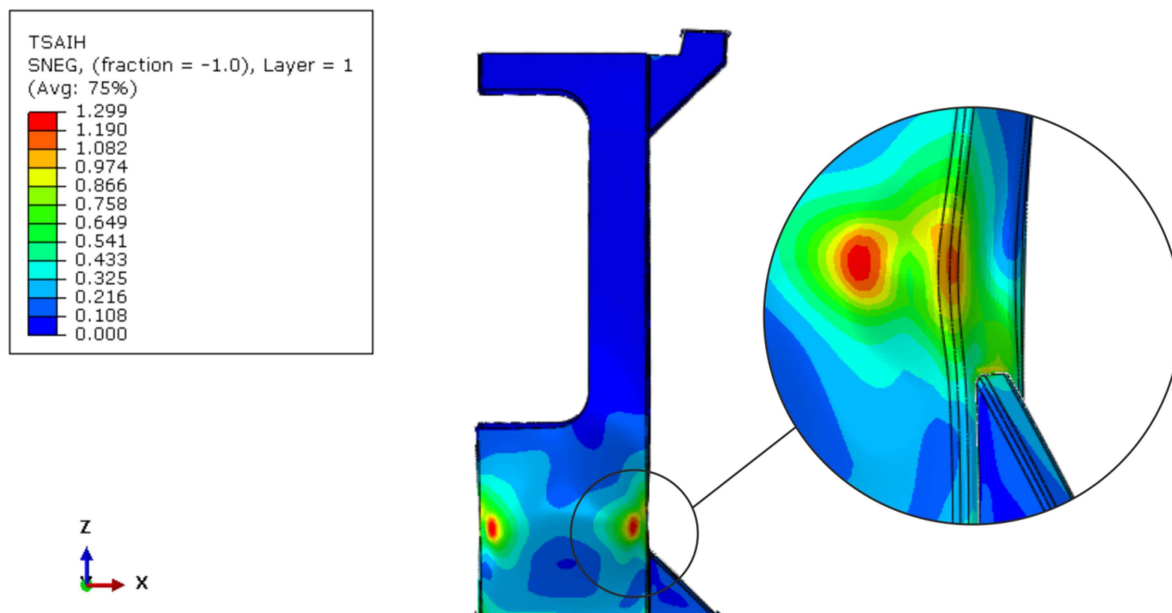 TSAIH
SNEG, (fraction = -1.0), Layer = 1
(Avg: 75%)
1.299
1.190
1.082
0.974
0.866
0.758
0.649
0.541
0.433
0.325
0.216
0.108
0.000
Z
Y
X